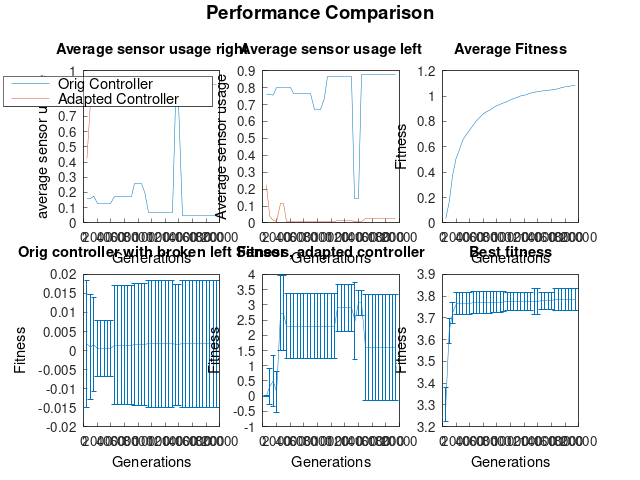 Performance Comparison
Average sensor usage right
Average sensor usage left
Average Fitness
Orig Controller
Adapted Controller
average sensor u
1
0.8
0.7
0.6
0.5
0.4
0.3
0.2
0.1
0
Generations
Average sensor usage
0.9
0.8
0.7
0.6
0.5
0.4
0.3
0.2
0.1
0
Generations
Fitness
1.2
1
0.8
0.6
0.4
0.2
0
Generations
Orig controller with broken left
Fitness, adapted controller
Best fitness
Fitness
0.02
0.015
0.01
0.005
0
-0.005
-0.01
-0.015
-0.02
Generations
Fitness
4.5
4
3.5
3
2.5
2
1.5
1
0.5
0
-0.5
-1
Generations
Fitness
3.9
3.8
3.7
3.6
3.5
3.4
3.3
3.2
Generations